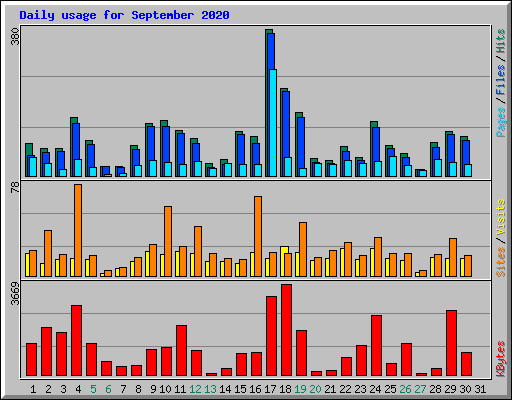 Daily usage for September 2020
380
Pages / Files / Hits
78
Sites / Visits
3669
KBytes
1 2 3 4 5 6 7 8 9 10 11 12 13 14 15 16 17 18 19 20 21 22 23 24 25 26 27 28 29 30 31